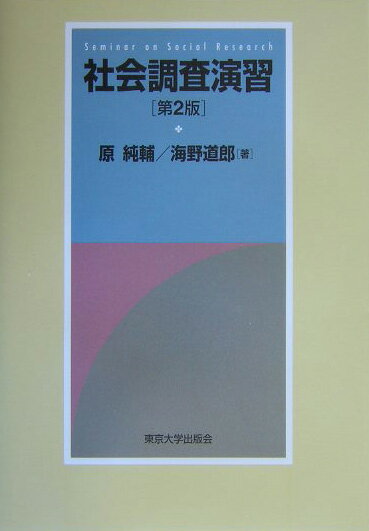 Seminar on Social Research
社会調査演習
[第2版]
原 純輔／海野道郎[著]
東京大学出版会